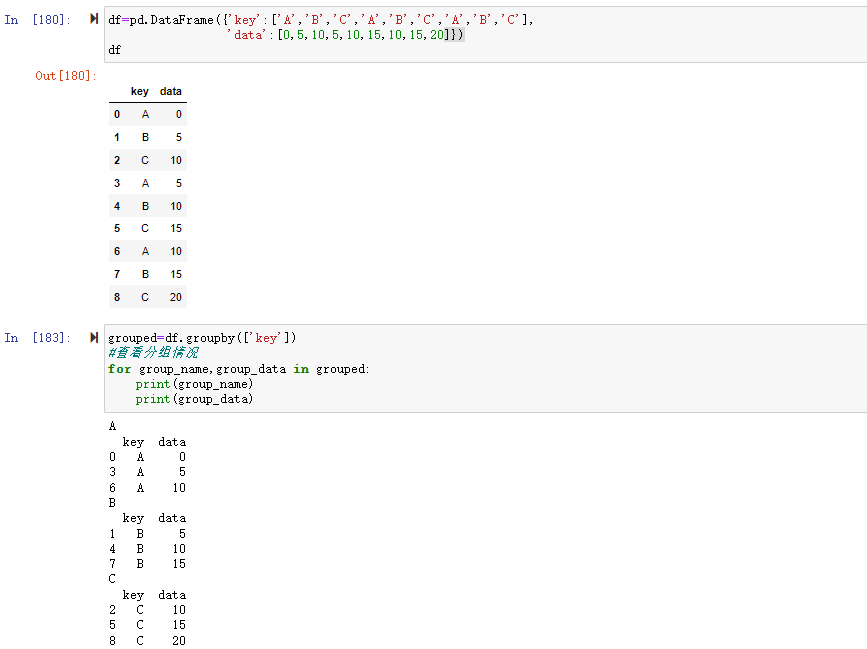 In [180]:
df=pd.DataFrame({'key':['A','B','C','A','B','C','A','B','C'],
'data':[0,5,10,5,10,15,10,15,20]})
df
Out[180]:
key data
0 A 0
1 B 5
2 C 10
3 A 5
4 B 10
5 C 15
6 A 10
7 B 15
8 C 20
In [183]:
grouped=df.groupby(['key'])
#查看分组情况
for group_name,group_data in grouped:
print(group_name)
print(group_data)
A
key data
0 A 0
3 A 5
6 A 10
B
key data
1 B 5
4 B 10
7 B 15
C
key data
2 C 10
5 C 15
8 C 20